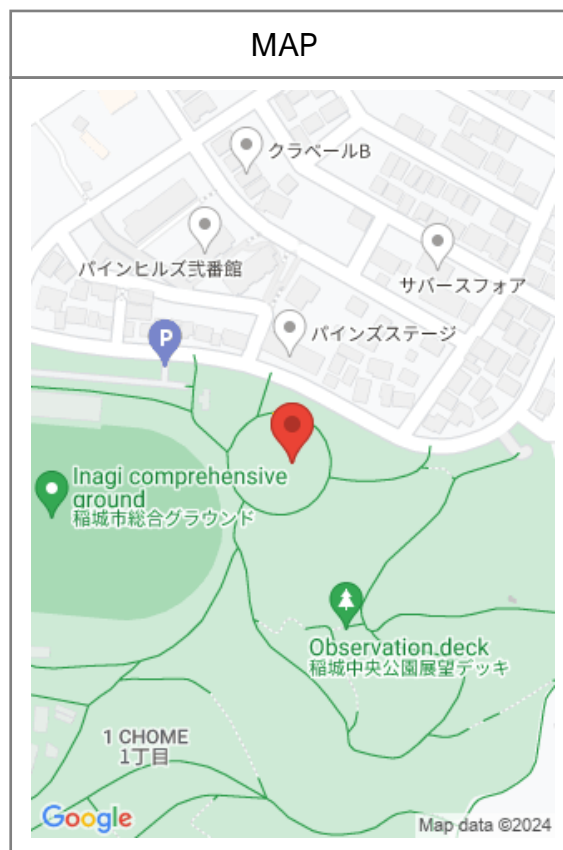 MAP
クラベールB
パインヒルズ弐番館
サバースフォア
P
パインズステージ
Inagi comprehensive
ground
稲城市総合グラウンド
Observation deck
稲城中央公園展望デッキ
1 CHOME
1丁目
Google
Map data ©2024